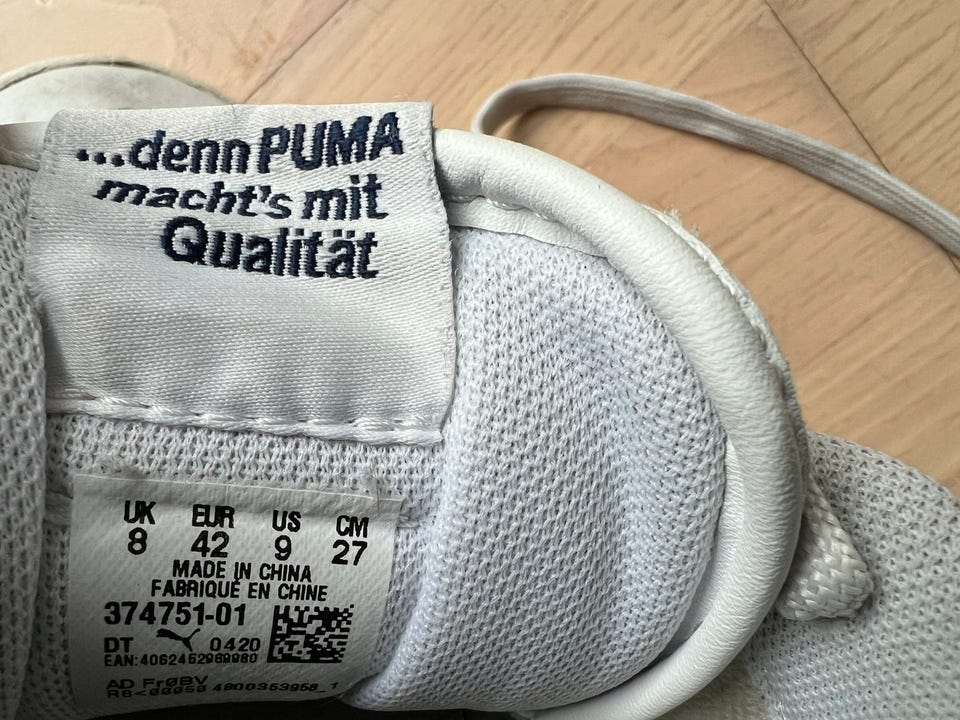 ...denn PUMA
macht's mit
Qualität
UK EUR US CM
8 42 9 27
MADE IN CHINA
FABRIQUÉ EN CHINE
374751-01
DT 0420
EAN:4062452969980
AD FrØBV